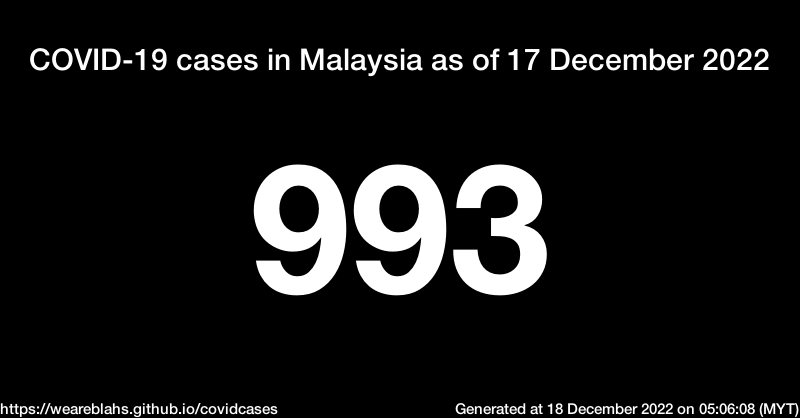 COVID-19 cases in Malaysia as of 17 December 2022
993
https://weareblahs.github.io/covidcases
Generated at 18 December 2022 on 05:06:08 (MYT)